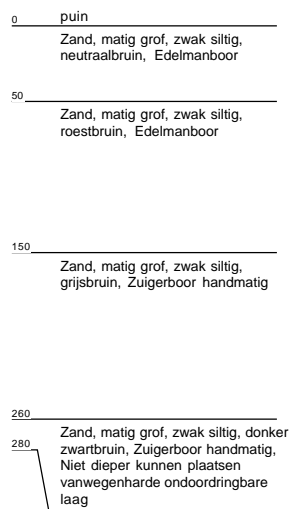 puin
0
Zand, matig grof, zwak siltig,
neutraalbruin, Edelmanboor
50
Zand, matig grof, zwak siltig,
roestbruin, Edelmanboor
150
Zand, matig grof, zwak siltig,
grijsbruin, Zuigerboor handmatig
260
Zand, matig grof, zwak siltig, donker
280
zwartbruin, Zuigerboor handmatig,
Niet dieper kunnen plaatsen
vanwegenharde ondoordringbare
laag